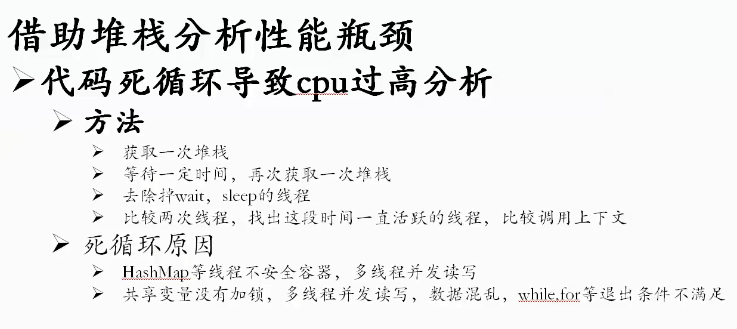 借助堆栈分析性能瓶颈
代码死循环导致cpu过高分析
方法
获取一次堆栈
等待一定时间，再次获取一次堆栈
去除掉wait，sleep的线程
比较两次线程，找出这段时间一直活跃的线程，比较调用上下文
死循环原因
HashMap等线程不安全容器，多线程并发读写
共享变量没有加锁，多线程并发读写，数据混乱，while,for等退出条件不满足